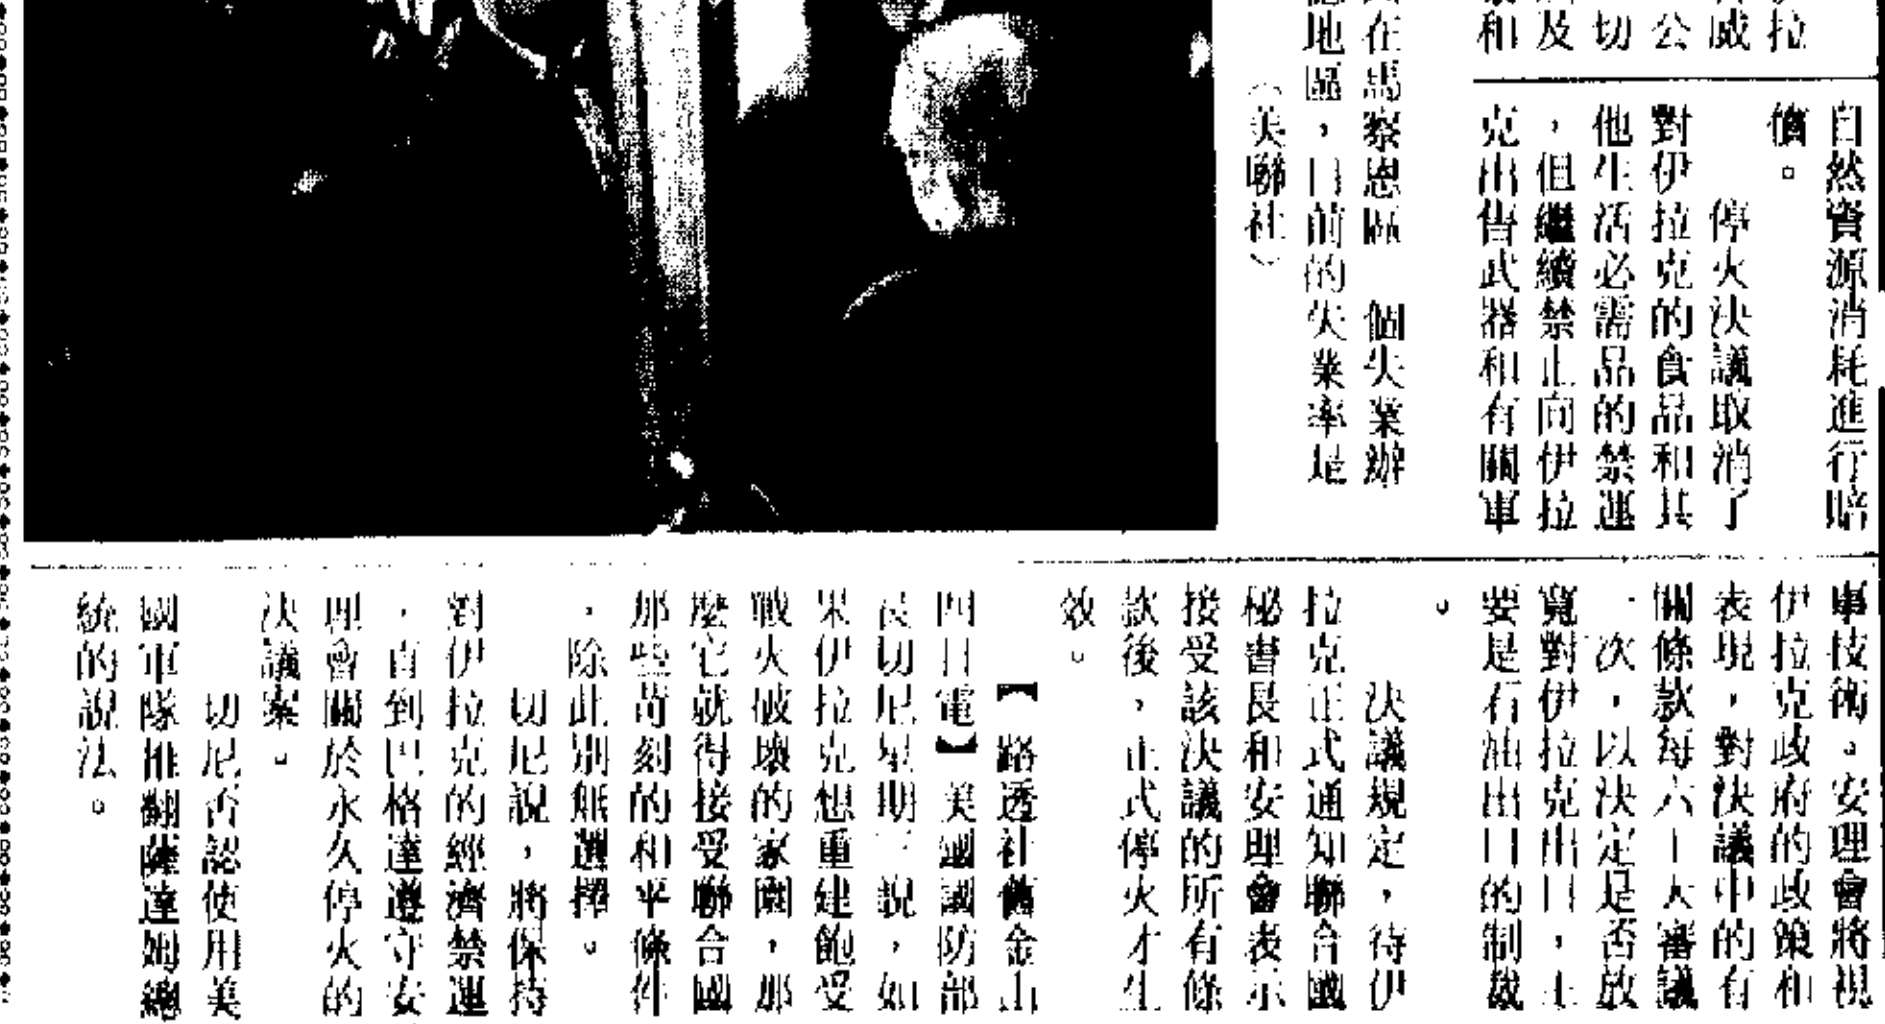 拉
威
公
切
及
和
自然資源消耗進行賠
償。
停火決議取消了
對伊拉克的食品和其
他生活必需品的禁運
，但繼續禁止向伊拉
克出售武器和有關軍
在馬察恩區 個失業辦
地區，目前的失業率是
（美聯社）
事技術。安理會將視
伊拉克政府的政策和
表現，對決議中的有
關條款每六十天審議
一次，以決定是否放
寬對伊拉克出口，主
要是石油出口的制裁
。
決議規定，待伊
拉克正式通知聯合國
秘書長和安理會表示
接受該決議的所有條
款後，正式停火才生
效。
【路透社舊金山
四日電】美國國防部
長切尼星期三說，如
果伊拉克想重建飽受
戰火破壞的家園，那
麼它就得接受聯合國
那些苛刻的和平條件
，除此別無選擇。
切尼說，將保持
對伊拉克的經濟禁運
，直到巴格達遵守安
理會關於永久停火的
決議案。
切尼否認使用美
國軍隊推翻薩達姆總
統的說法。